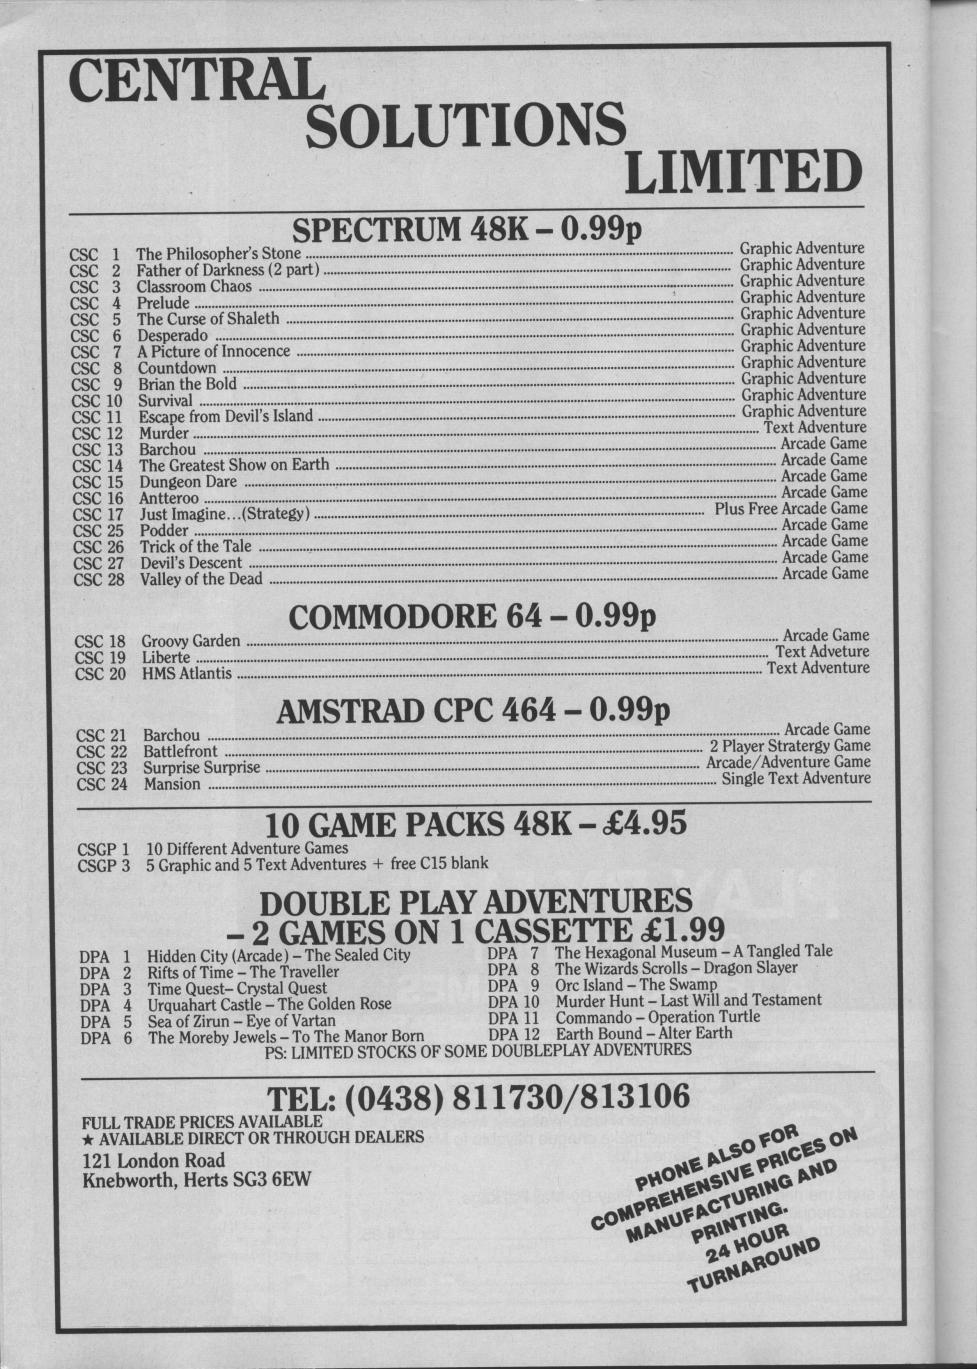 CENTRAL
SOLUTIONS
LIMITED
SPECTRUM 48K – 0.99p
CSC 1 The Philosopher's Stone ........ Graphic Adventure
CSC 2 Father of Darkness (2 part) ........ Graphic Adventure
CSC 3 Classroom Chaos ........ Graphic Adventure
CSC 4 Prelude ........ Graphic Adventure
CSC 5 The Curse of Shaleth ........ Graphic Adventure
CSC 6 Desperado ........ Graphic Adventure
CSC 7 A Picture of Innocence ........ Graphic Adventure
CSC 8 Countdown ........ Graphic Adventure
CSC 9 Brian the Bold ........ Graphic Adventure
CSC 10 Survival ........ Graphic Adventure
CSC 11 Escape from Devil's Island ........ Graphic Adventure
CSC 12 Murder ........ Text Adventure
CSC 13 Barchou ........ Arcade Game
CSC 14 The Greatest Show on Earth ........ Arcade Game
CSC 15 Dungeon Dare ........ Arcade Game
CSC 16 Antteroo ........ Arcade Game
CSC 17 Just Imagine...(Strategy) ........ Plus Free Arcade Game
CSC 25 Podder ........ Arcade Game
CSC 26 Trick of the Tale ........ Arcade Game
CSC 27 Devil's Descent ........ Arcade Game
CSC 28 Valley of the Dead ........ Arcade Game
COMMODORE 64 – 0.99p
CSC 18 Groovy Garden ........ Arcade Game
CSC 19 Liberte ........ Text Adveture
CSC 20 HMS Atlantis ........ Text Adventure
AMSTRAD CPC 464 – 0.99p
CSC 21 Barchou ........ Arcade Game
CSC 22 Battlefront ........ 2 Player Stratergy Game
CSC 23 Surprise Surprise ........ Arcade/Adventure Game
CSC 24 Mansion ........ Single Text Adventure
10 GAME PACKS 48K – £4.95
CSGP 1 10 Different Adventure Games
CSGP 3 5 Graphic and 5 Text Adventures + free C15 blank
DOUBLE PLAY ADVENTURES
– 2 GAMES ON 1 CASSETTE £1.99
DPA 1 Hidden City (Arcade) – The Sealed City
DPA 2 Rifts of Time – The Traveller
DPA 3 Time Quest– Crystal Quest
DPA 4 Urquahart Castle – The Golden Rose
DPA 5 Sea of Zirun – Eye of Vartan
DPA 6 The Moreby Jewels – To The Manor Born
DPA 7 The Hexagonal Museum – A Tangled Tale
DPA 8 The Wizards Scrolls – Dragon Slayer
DPA 9 Orc Island – The Swamp
DPA 10 Murder Hunt – Last Will and Testament
DPA 11 Commando – Operation Turtle
DPA 12 Earth Bound – Alter Earth
PS: LIMITED STOCKS OF SOME DOUBLEPLAY ADVENTURES
TEL: (0438) 811730/813106
FULL TRADE PRICES AVAILABLE
★ AVAILABLE DIRECT OR THROUGH DEALERS
121 London Road
Knebworth, Herts SG3 6EW
PHONE ALSO FOR
COMPREHENSIVE PRICES ON
MANUFACTURING AND
PRINTING.
24 HOUR
TURNAROUND